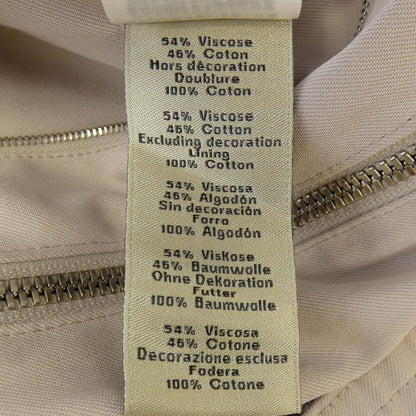 54% Viscose
46% Coton
Hors décoration
Doublure
100% Coton
54% Viscose
46% Cotton
Excluding decoration
Lining
100% Cotton
54% Viscosa
46% Algodón
Sin decoración
Forro
100% Algodón
54% Viskose
46% Baumwolle
Ohne Dekoration
Futter
100% Baumwolle
54% Viscosa
46% Cotone
Decorazione esclusa
Fodera
100% Cotone